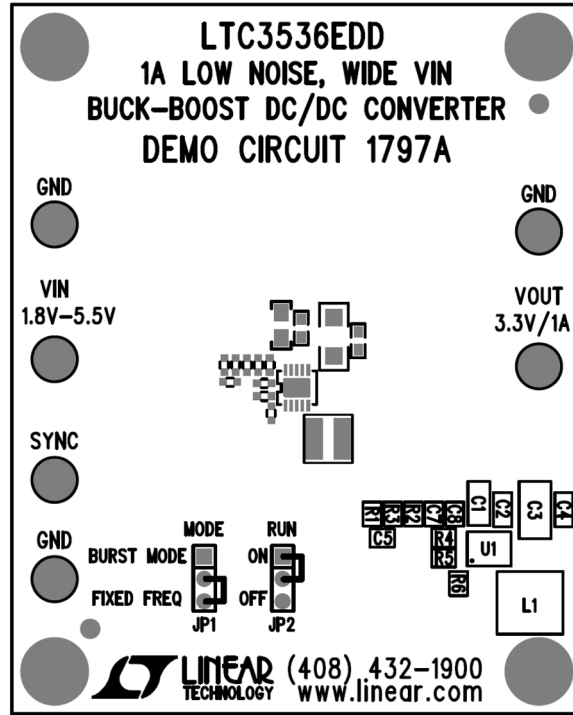 LTC3536EDD
1A LOW NOISE, WIDE VIN
BUCK-BOOST DC/DC CONVERTER
DEMO CIRCUIT 1797A
GND
GND
VIN
1.8V-5.5V
VOUT
3.3V/1A
SYNC
GND
R1
R3
R2
C7
C8
C1
C2
C3
C4
C5
R4
R5
U1
R6
L1
MODE
RUN
BURST MODE
ON
FIXED FREQ
OFF
JP1
JP2
LINEAR
TECHNOLOGY
(408) 432-1900
www.linear.com